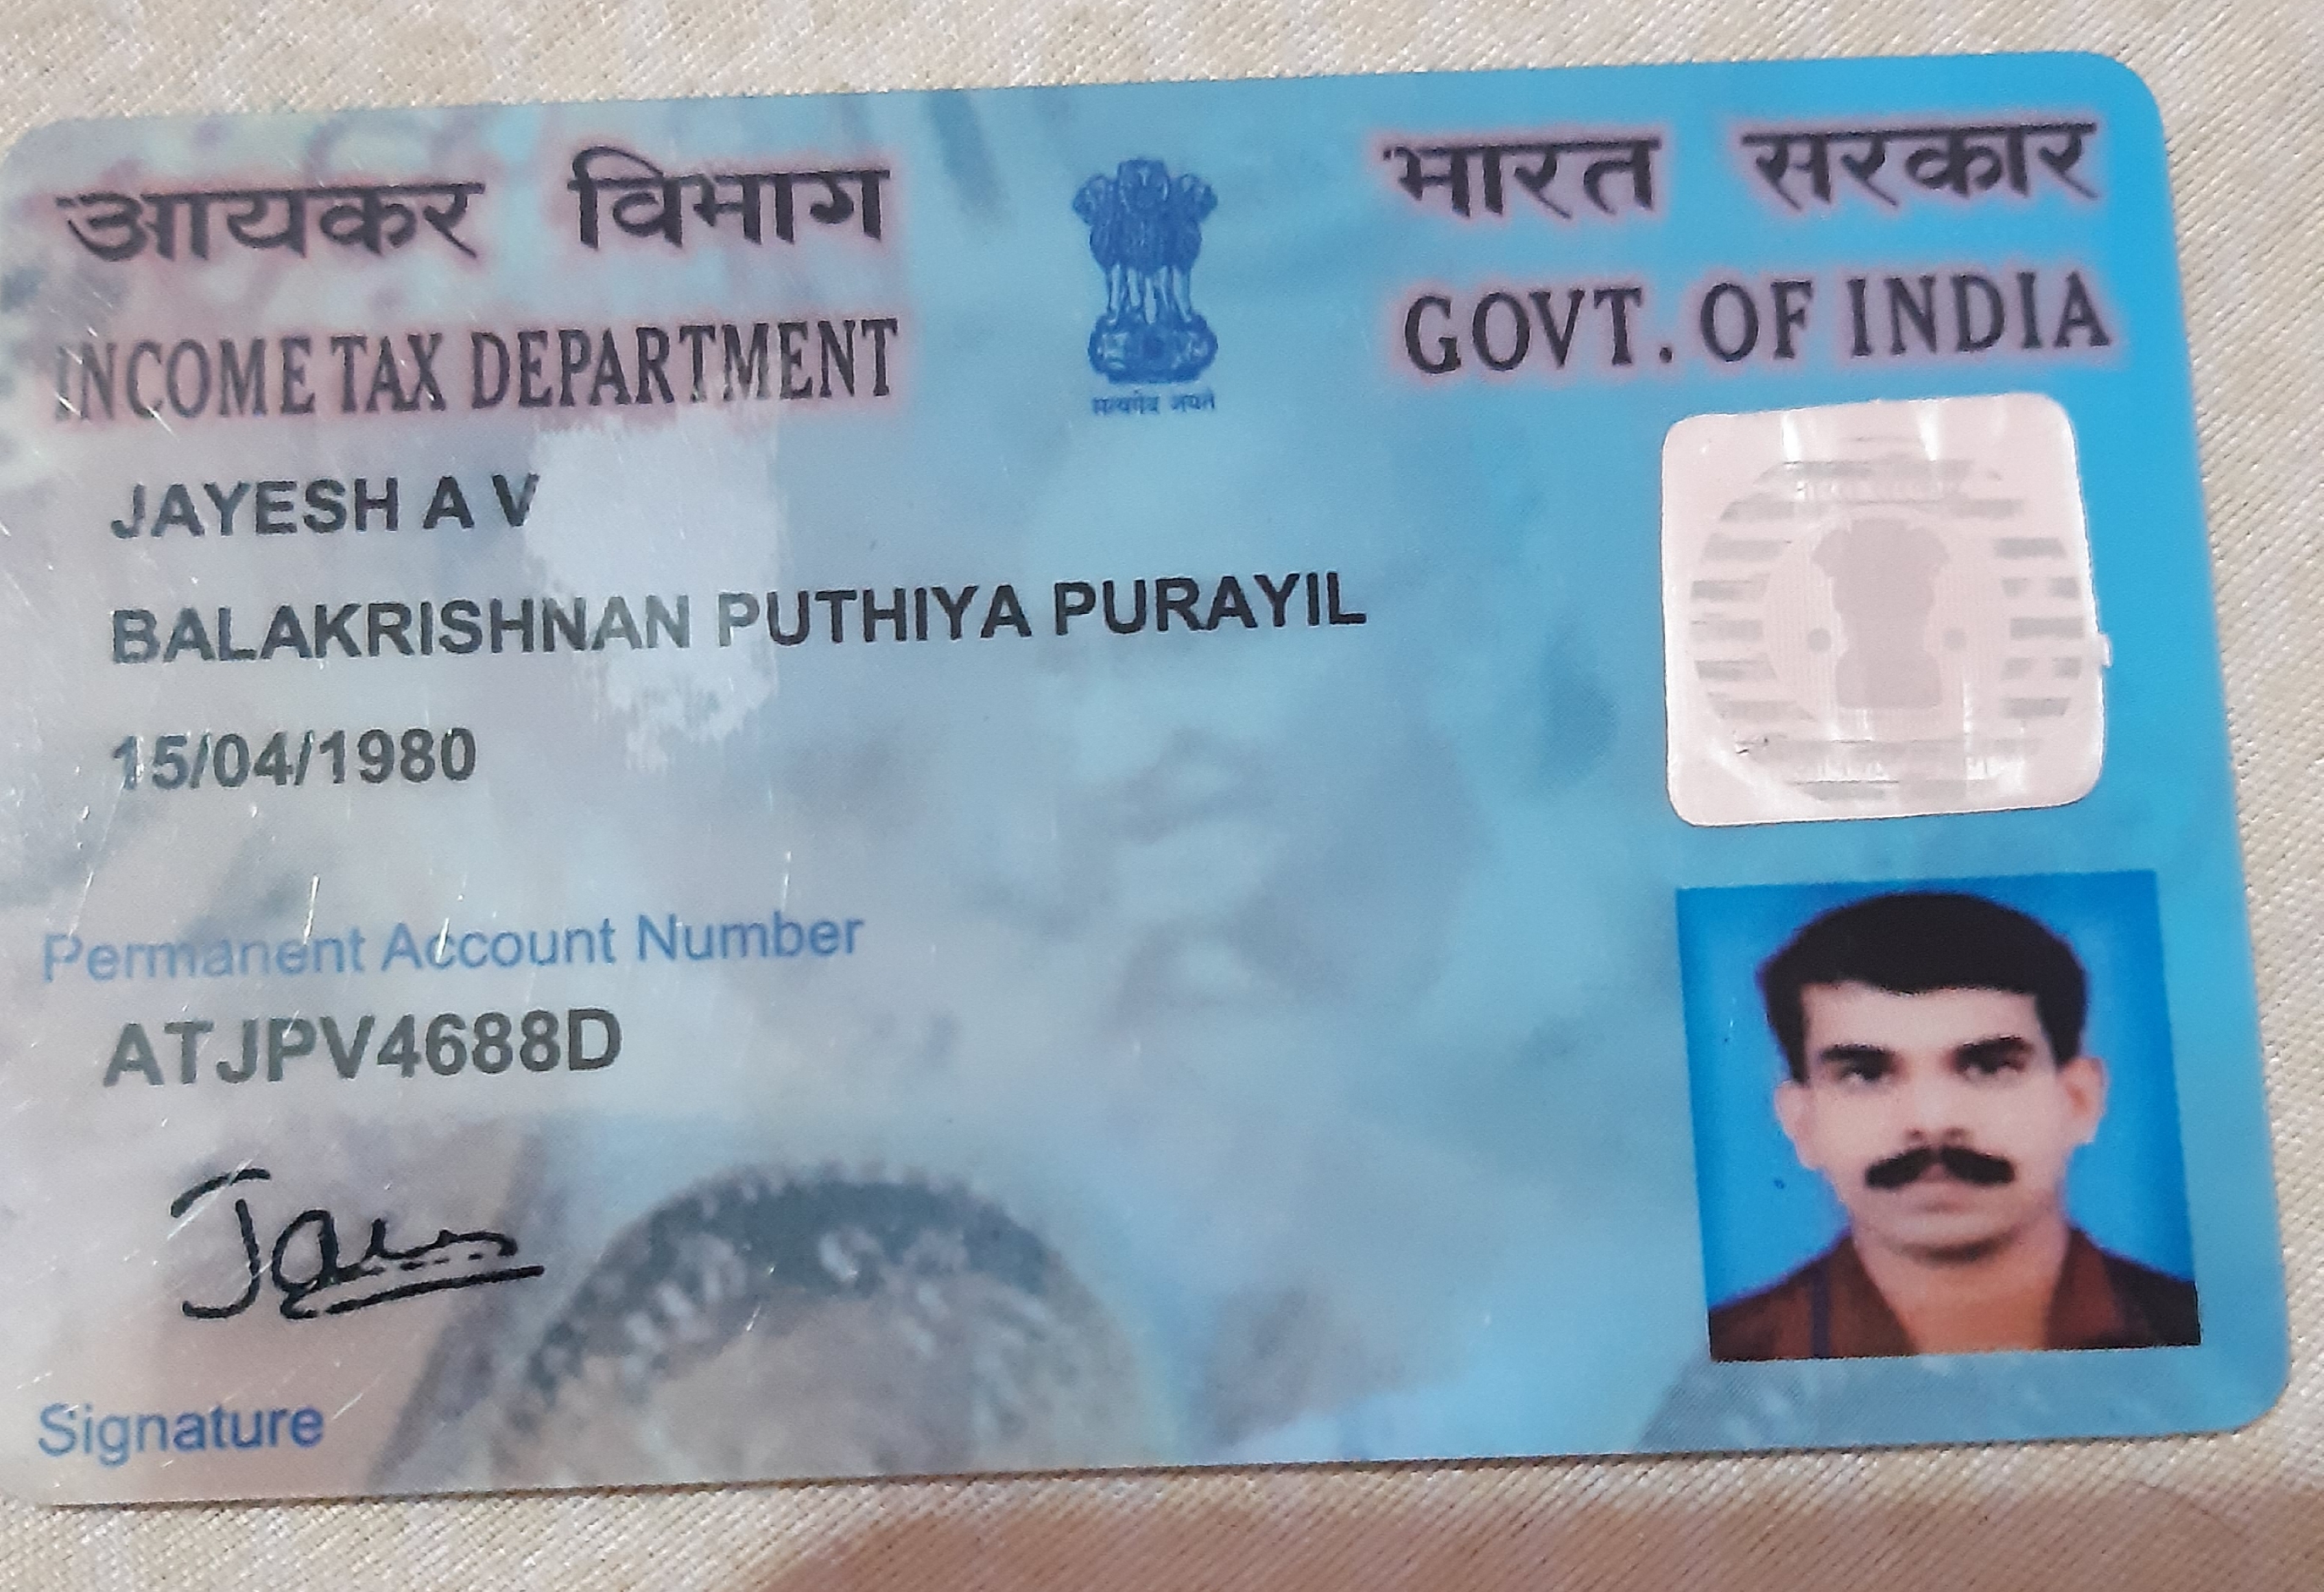 आयकर विभाग
INCOME TAX DEPARTMENT
सत्यमेव जयते
भारत सरकार
GOVT. OF INDIA
JAYESH A V
BALAKRISHNAN PUTHIYA PURAYIL
15/04/1980
Permanent Account Number
ATJPV4688D
Signature